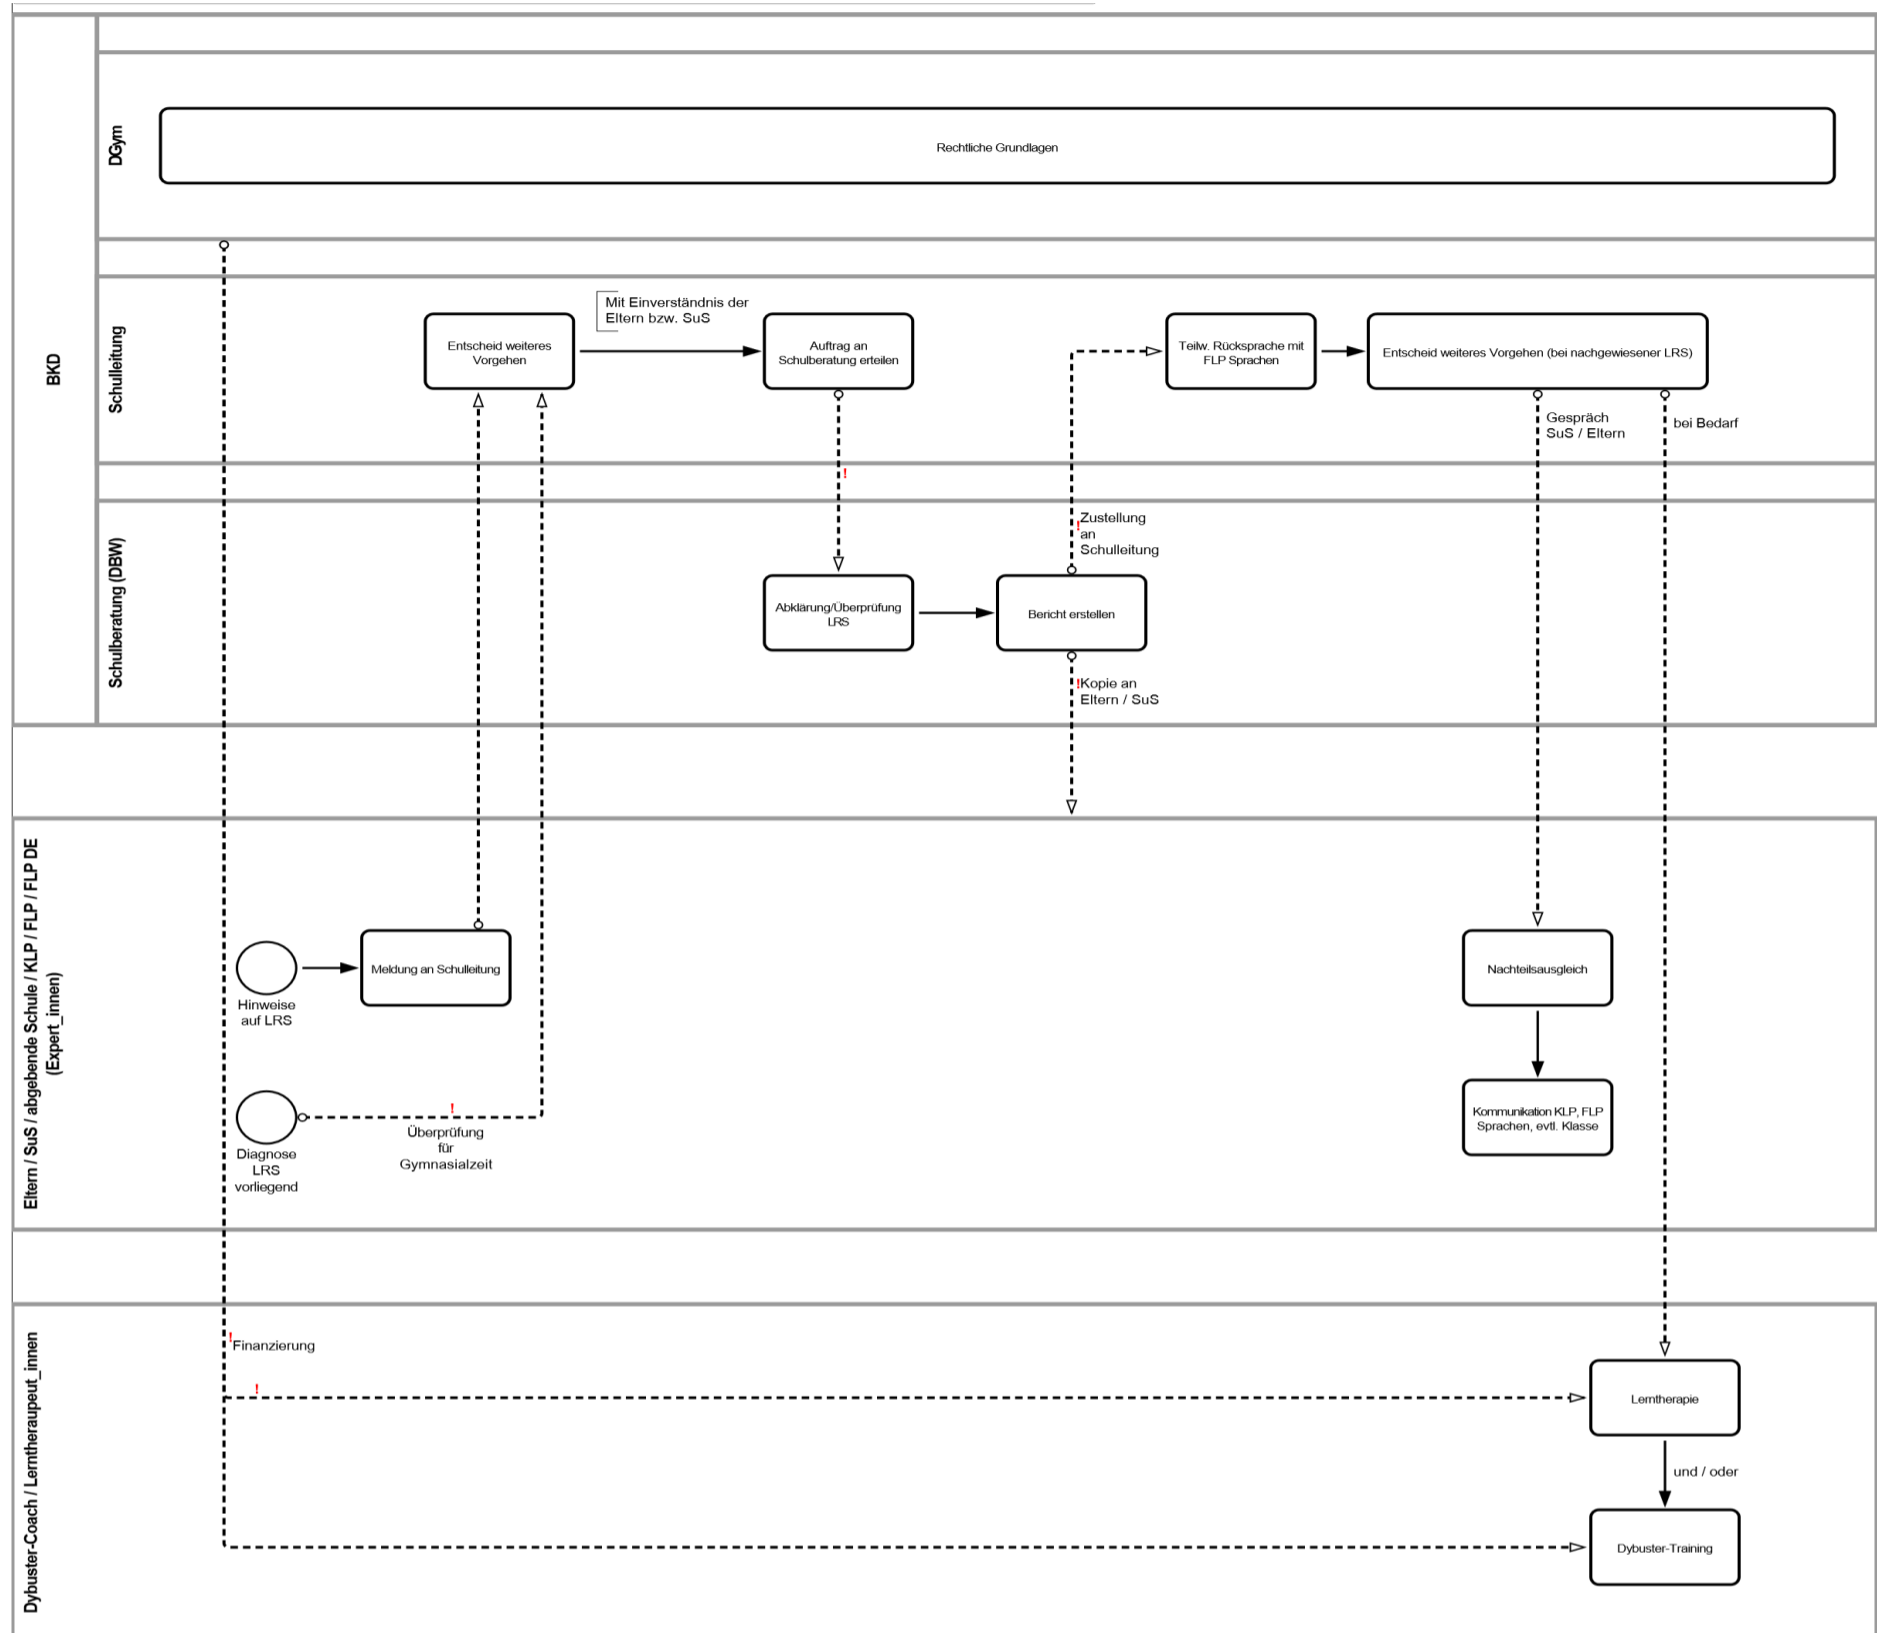 BKD
DGym
Rechtliche Grundlagen
Schulleitung
Entscheid weiteres
Vorgehen
Mit Einverständnis der
Eltern bzw. SuS
Auftrag an
Schulberatung erteilen
Teilw. Rücksprache mit
FLP Sprachen
Entscheid weiteres Vorgehen (bei nachgewiesener LRS)
Gespräch
SuS / Eltern
bei Bedarf
!
Schulberatung (DBW)
!Zustellung
an
Schulleitung
Abklärung/Überprüfung
LRS
Bericht erstellen
!Kopie an
Eltern / SuS
Eltern / SuS / abgebende Schule / KLP / FLP / FLP DE
(Expert_innen)
Hinweise
auf LRS
Meldung an Schulleitung
Nachteilsausgleich
Diagnose
LRS
vorliegend
!
Überprüfung
für
Gymnasialzeit
Kommunikation KLP, FLP
Sprachen, evtl. Klasse
Dybuster-Coach / Lerntheraupeut_innen
!Finanzierung
!
Lerntherapie
und / oder
Dybuster-Training